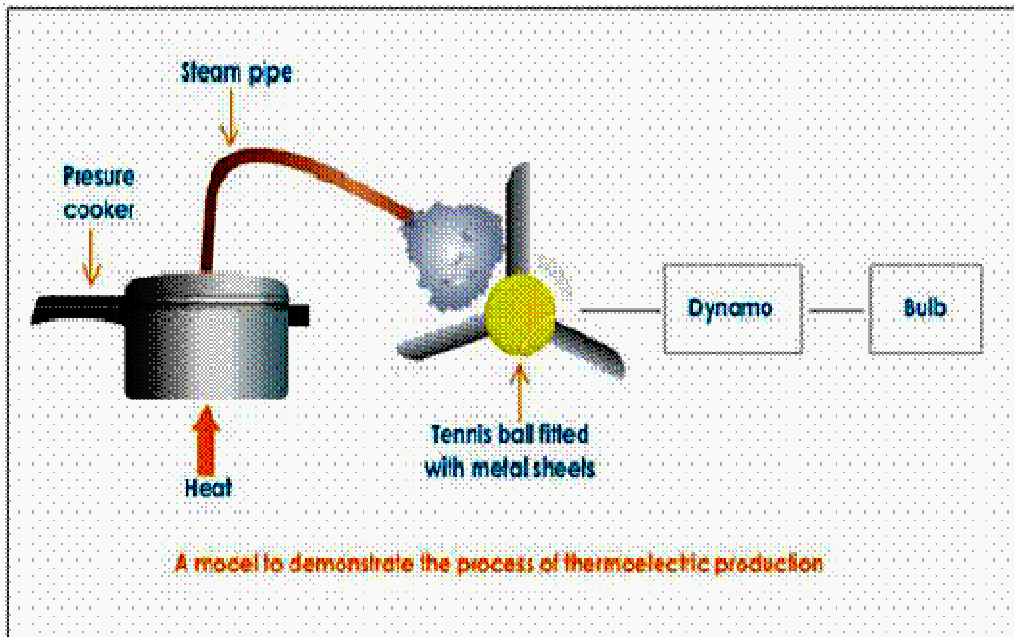 Steam pipe
Presure
cooker
Dynamo
Bulb
Tennis ball fitted
with metal sheels
Heat
A model to demonstrate the process of thermoelectric production